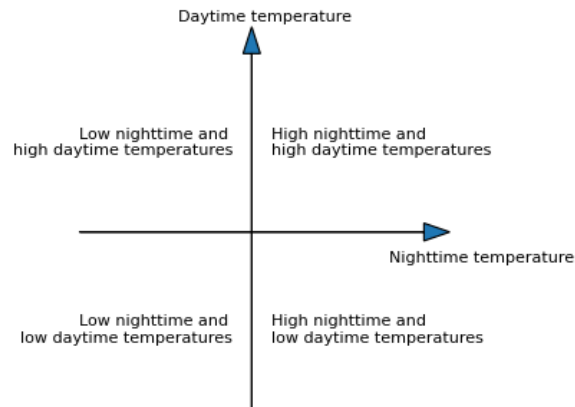 Daytime temperature
Low nighttime and
high daytime temperatures
High nighttime and
high daytime temperatures
Nighttime temperature
Low nighttime and
low daytime temperatures
High nighttime and
low daytime temperatures